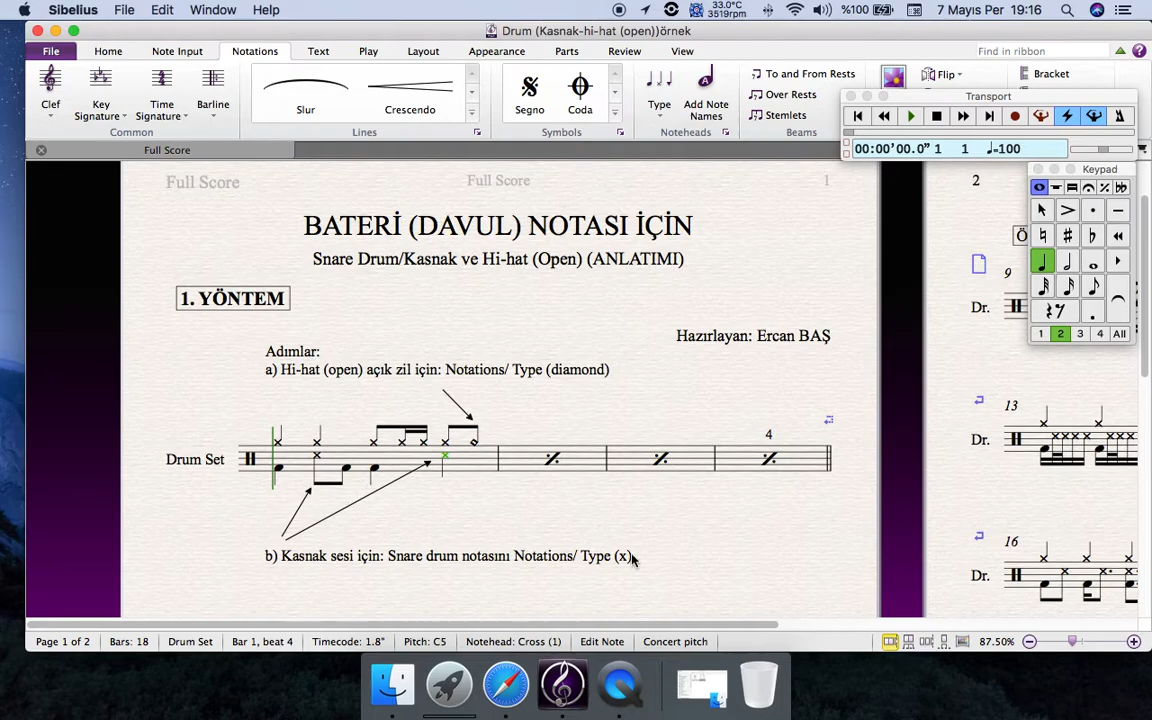 Sibelius File Edit Window Help
33.0°C
3519rpm
%100
7 Mayıs Per 19:16
Drum (Kasnak-hi-hat (open))örnek
File Home Note Input Notations Text Play Layout Appearance Parts Review View
Find in ribbon
Clef
Key Signature
Time Signature
Barline
Common
Slur
Crescendo
Lines
Segno
Coda
Symbols
Type
Add Note Names
Noteheads
To and From Rests
Over Rests
Stemlets
Beams
Flip
Bracket
Transport
00:00'00.0" 1 1 ♩=100
Full Score
Keypad
1 2 3 4 All
Full Score Full Score 1
2
BATERİ (DAVUL) NOTASI İÇİN
Snare Drum/Kasnak ve Hi-hat (Open) (ANLATIMI)
1. YÖNTEM
Hazırlayan: Ercan BAŞ
Adımlar:
a) Hi-hat (open) açık zil için: Notations/ Type (diamond)
4
Drum Set
b) Kasnak sesi için: Snare drum notasını Notations/ Type (x)
Ö
9
Dr.
13
Dr.
16
Dr.
Page 1 of 2 Bars: 18 Drum Set Bar 1, beat 4 Timecode: 1.8" Pitch: C5 Notehead: Cross (1) Edit Note Concert pitch 87.50%